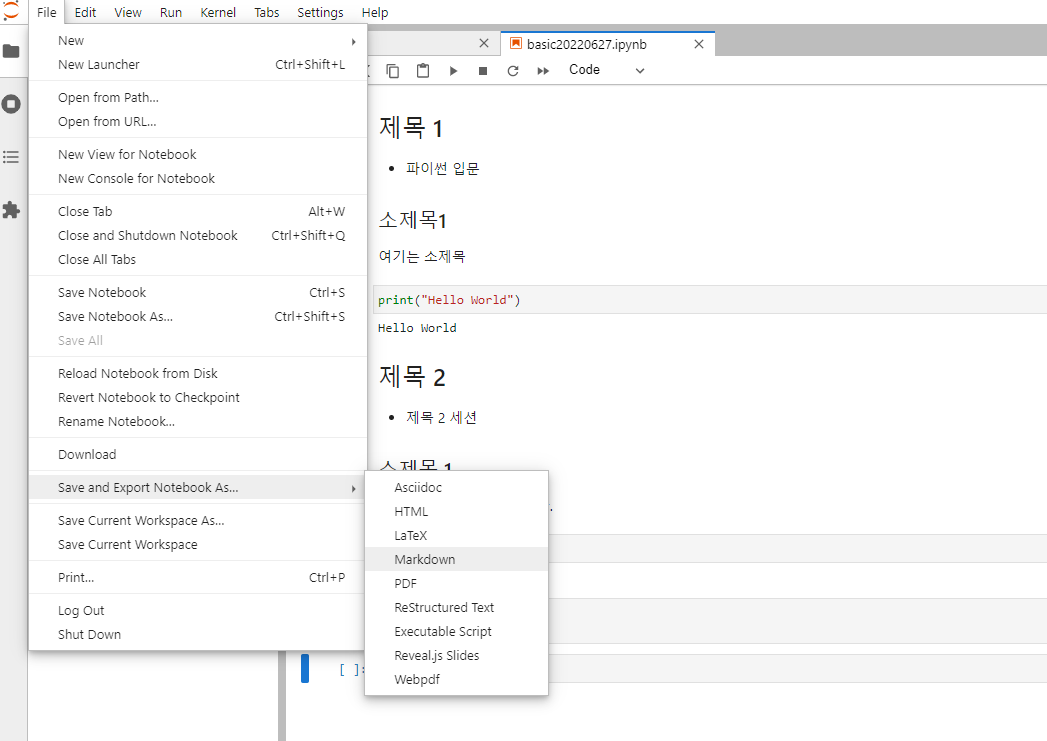 File Edit View Run Kernel Tabs Settings Help
New
New Launcher Ctrl+Shift+L
Open from Path...
Open from URL...
New View for Notebook
New Console for Notebook
Close Tab Alt+W
Close and Shutdown Notebook Ctrl+Shift+Q
Close All Tabs
Save Notebook Ctrl+S
Save Notebook As... Ctrl+Shift+S
Save All
Reload Notebook from Disk
Revert Notebook to Checkpoint
Rename Notebook...
Download
Save and Export Notebook As...
Save Current Workspace As...
Save Current Workspace
Print... Ctrl+P
Log Out
Shut Down
Asciidoc
HTML
LaTeX
Markdown
PDF
ReStructured Text
Executable Script
Reveal.js Slides
Webpdf
basic20220627.ipynb
Code
제목 1
• 파이썬 입문
소제목1
여기는 소제목
print("Hello World")
Hello World
제목 2
• 제목 2 세션
소제목 1
[ ]: